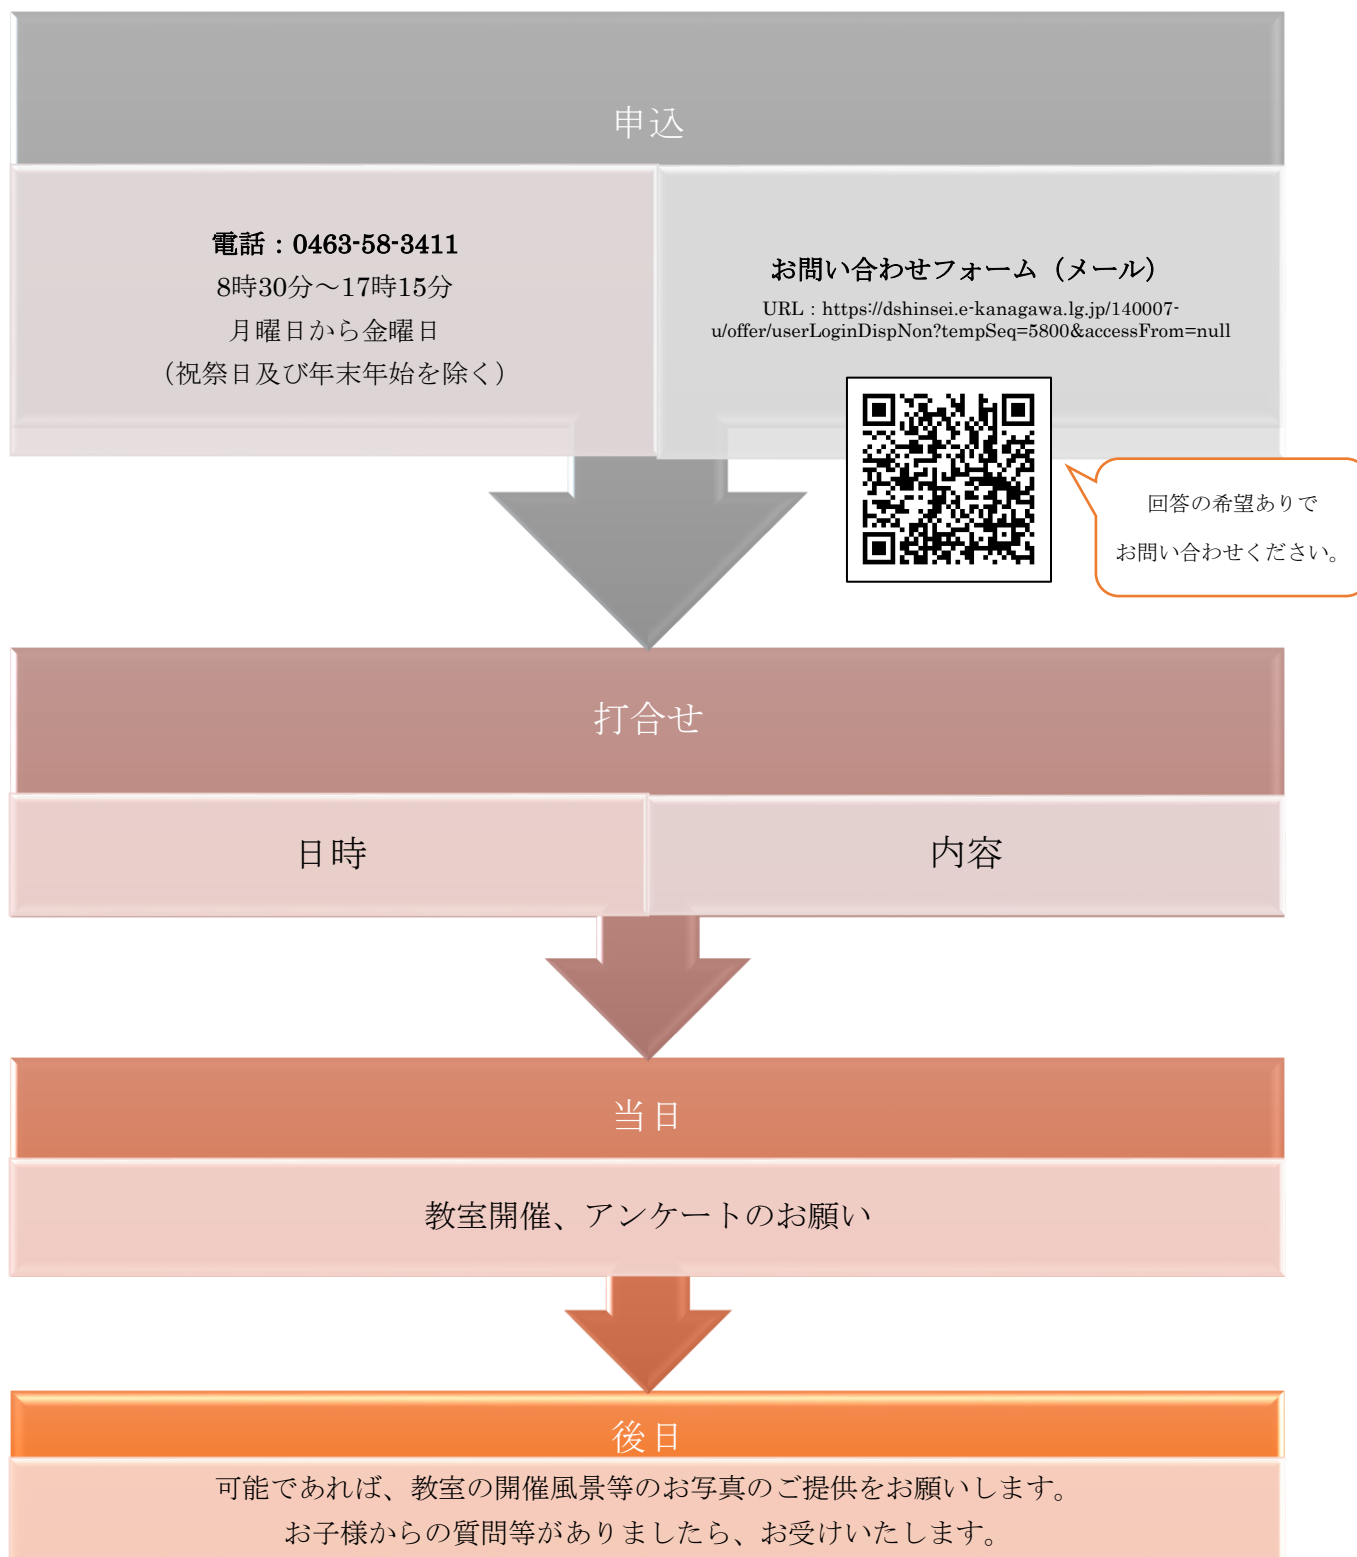 申込
電話：0463-58-3411
8時30分～17時15分
月曜日から金曜日
（祝祭日及び年末年始を除く）
お問い合わせフォーム（メール）
URL：https://dshinsei.e-kanagawa.lg.jp/140007-
u/offer/userLoginDispNon?tempSeq=5800&accessFrom=null
回答の希望ありで
お問い合わせください。
打合せ
日時
内容
当日
教室開催、アンケートのお願い
後日
可能であれば、教室の開催風景等のお写真のご提供をお願いします。
お子様からの質問等がありましたら、お受けいたします。